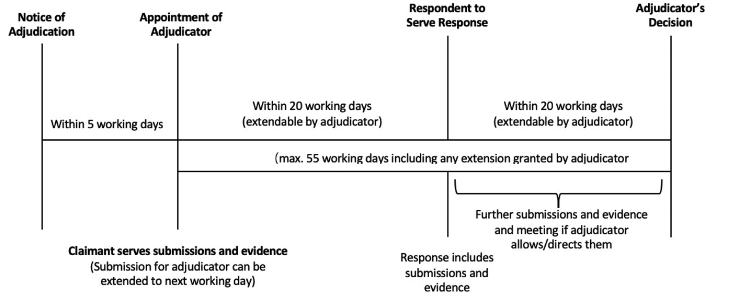 Notice of
Adjudication
Appointment of
Adjudicator
Respondent to
Serve Response
Adjudicator's
Decision
Within 5 working days
Within 20 working days
(extendable by adjudicator)
Within 20 working days
(extendable by adjudicator)
(max. 55 working days including any extension granted by adjudicator
Further submissions and evidence
and meeting if adjudicator
allows/directs them
Claimant serves submissions and evidence
(Submission for adjudicator can be
extended to next working day)
Response includes
submissions and
evidence